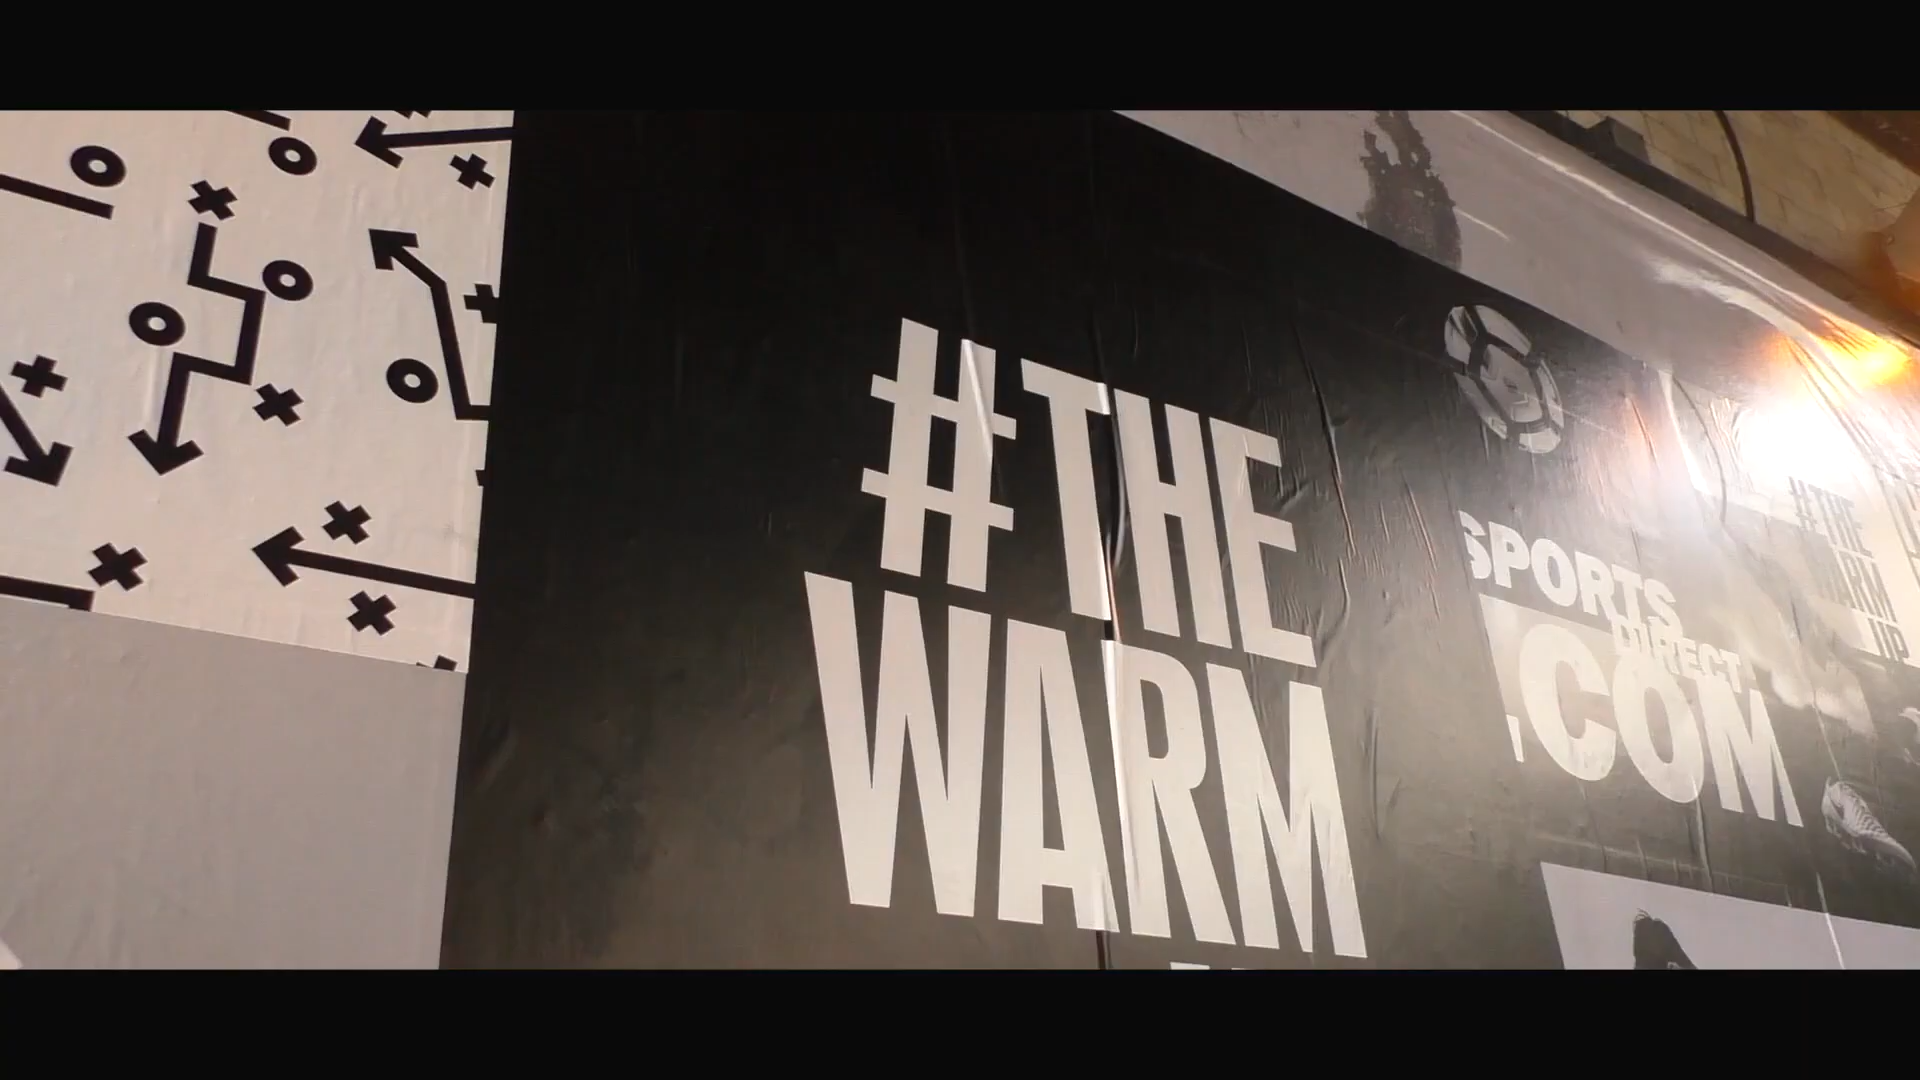 #THE
WARM
SPORTS
DIRECT
.COM
#THE
WARM
UP